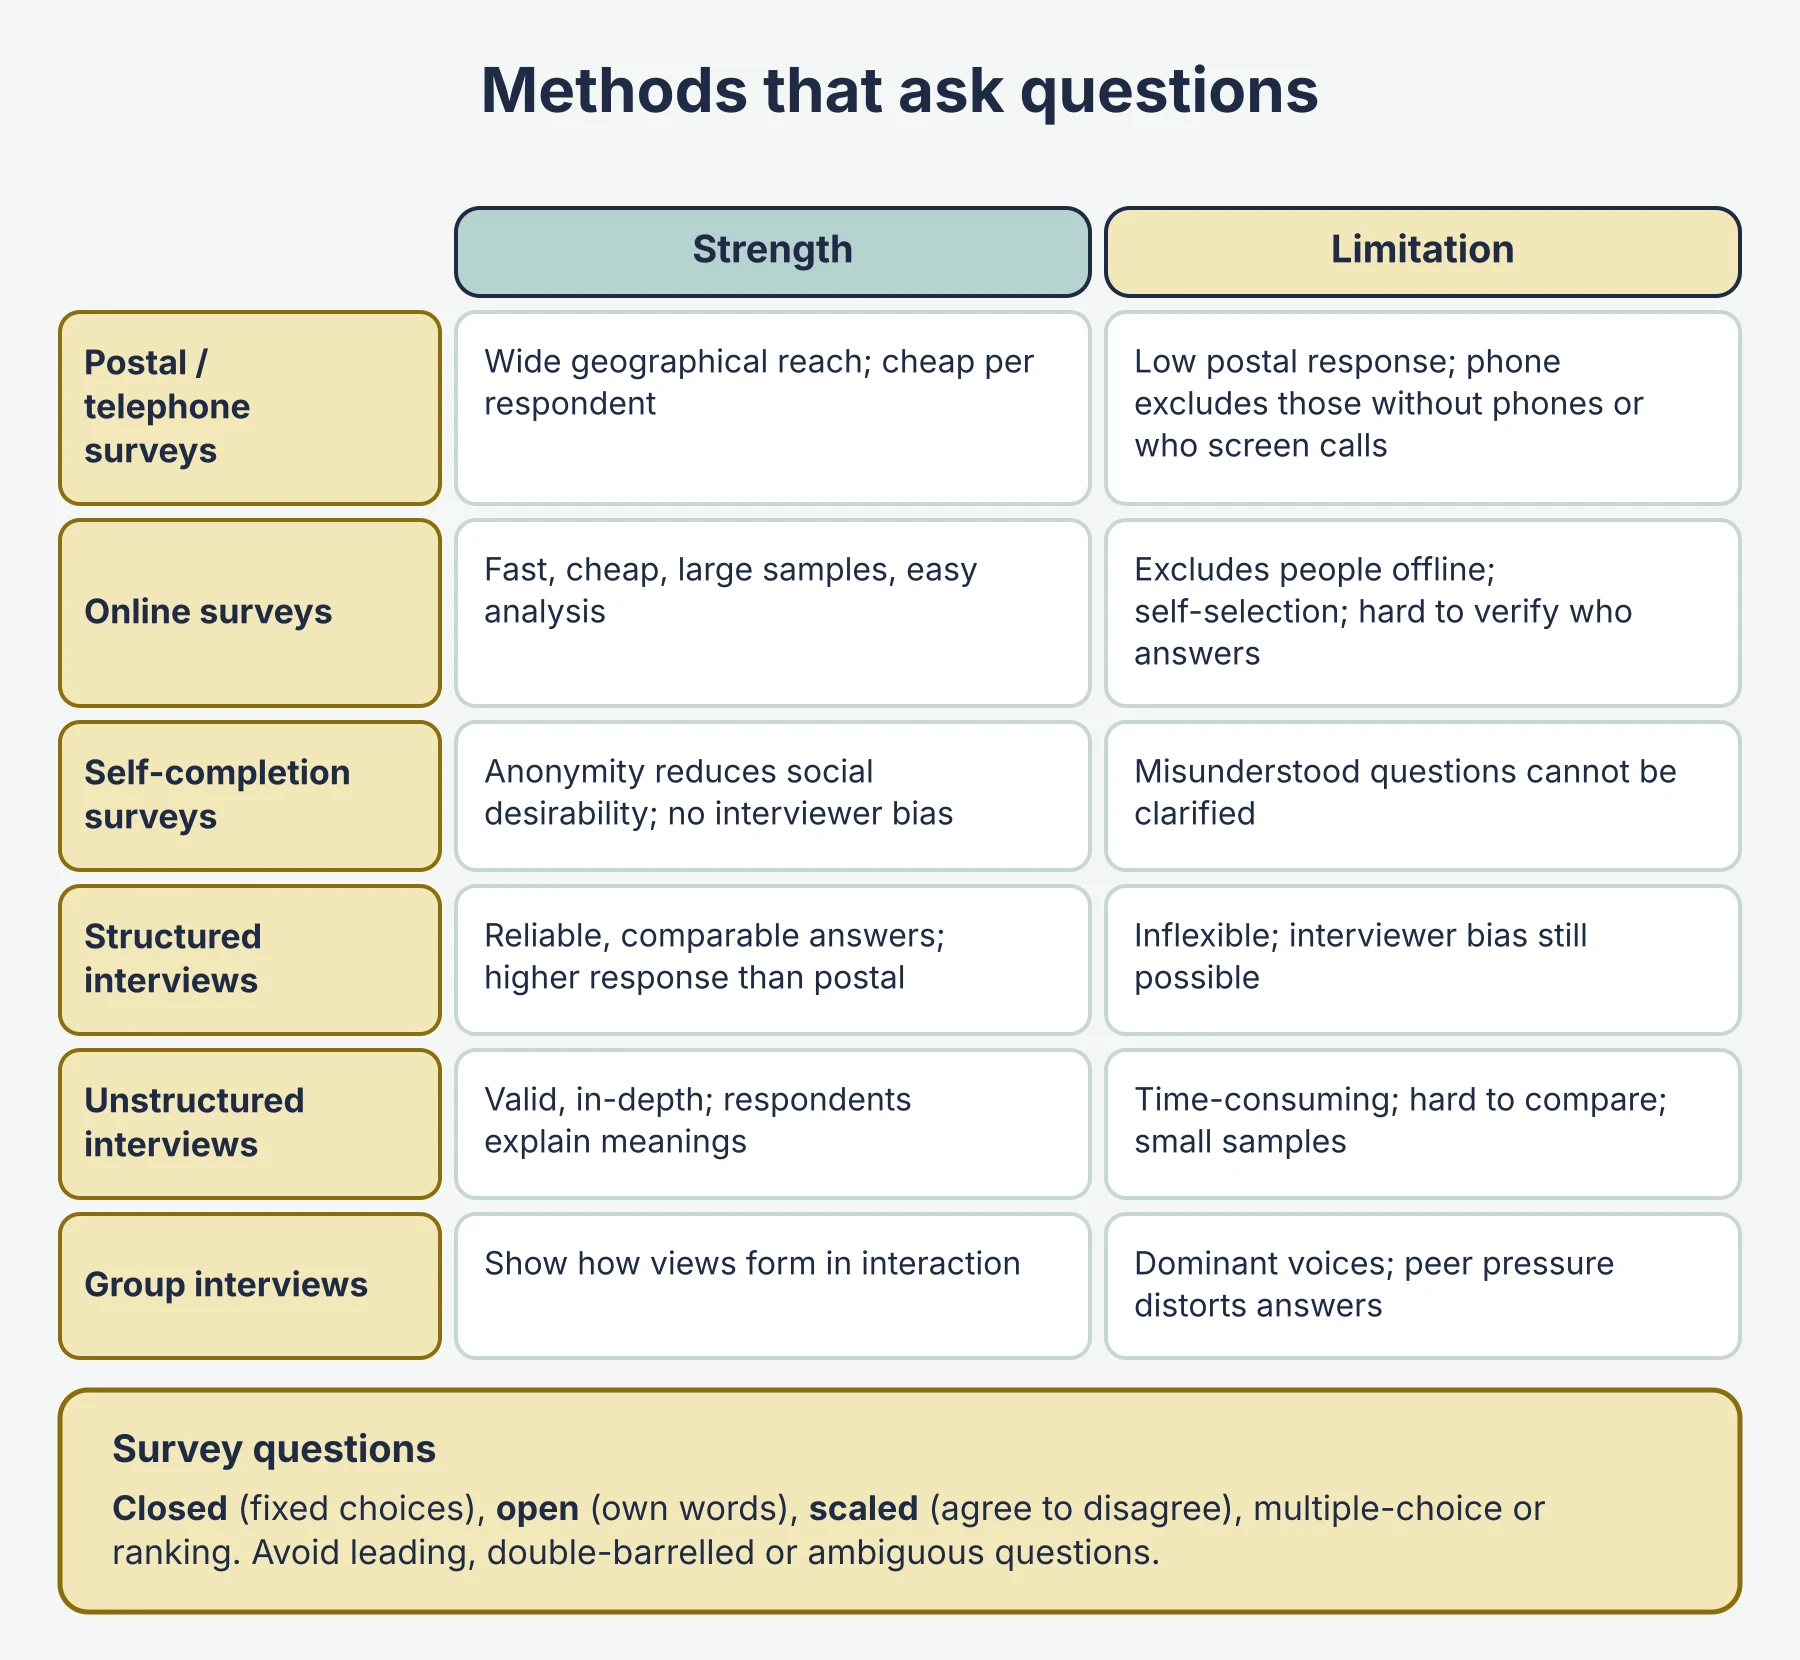 Methods that ask questions
Strength
Limitation
Postal /
telephone
surveys
Wide geographical reach; cheap per
respondent
Low postal response; phone
excludes those without phones or
who screen calls
Online surveys
Fast, cheap, large samples, easy
analysis
Excludes people offline;
self-selection; hard to verify who
answers
Self-completion
surveys
Anonymity reduces social
desirability; no interviewer bias
Misunderstood questions cannot be
clarified
Structured
interviews
Reliable, comparable answers;
higher response than postal
Inflexible; interviewer bias still
possible
Unstructured
interviews
Valid, in-depth; respondents
explain meanings
Time-consuming; hard to compare;
small samples
Group interviews
Show how views form in interaction
Dominant voices; peer pressure
distorts answers
Survey questions
Closed (fixed choices), open (own words), scaled (agree to disagree), multiple-choice or
ranking. Avoid leading, double-barrelled or ambiguous questions.